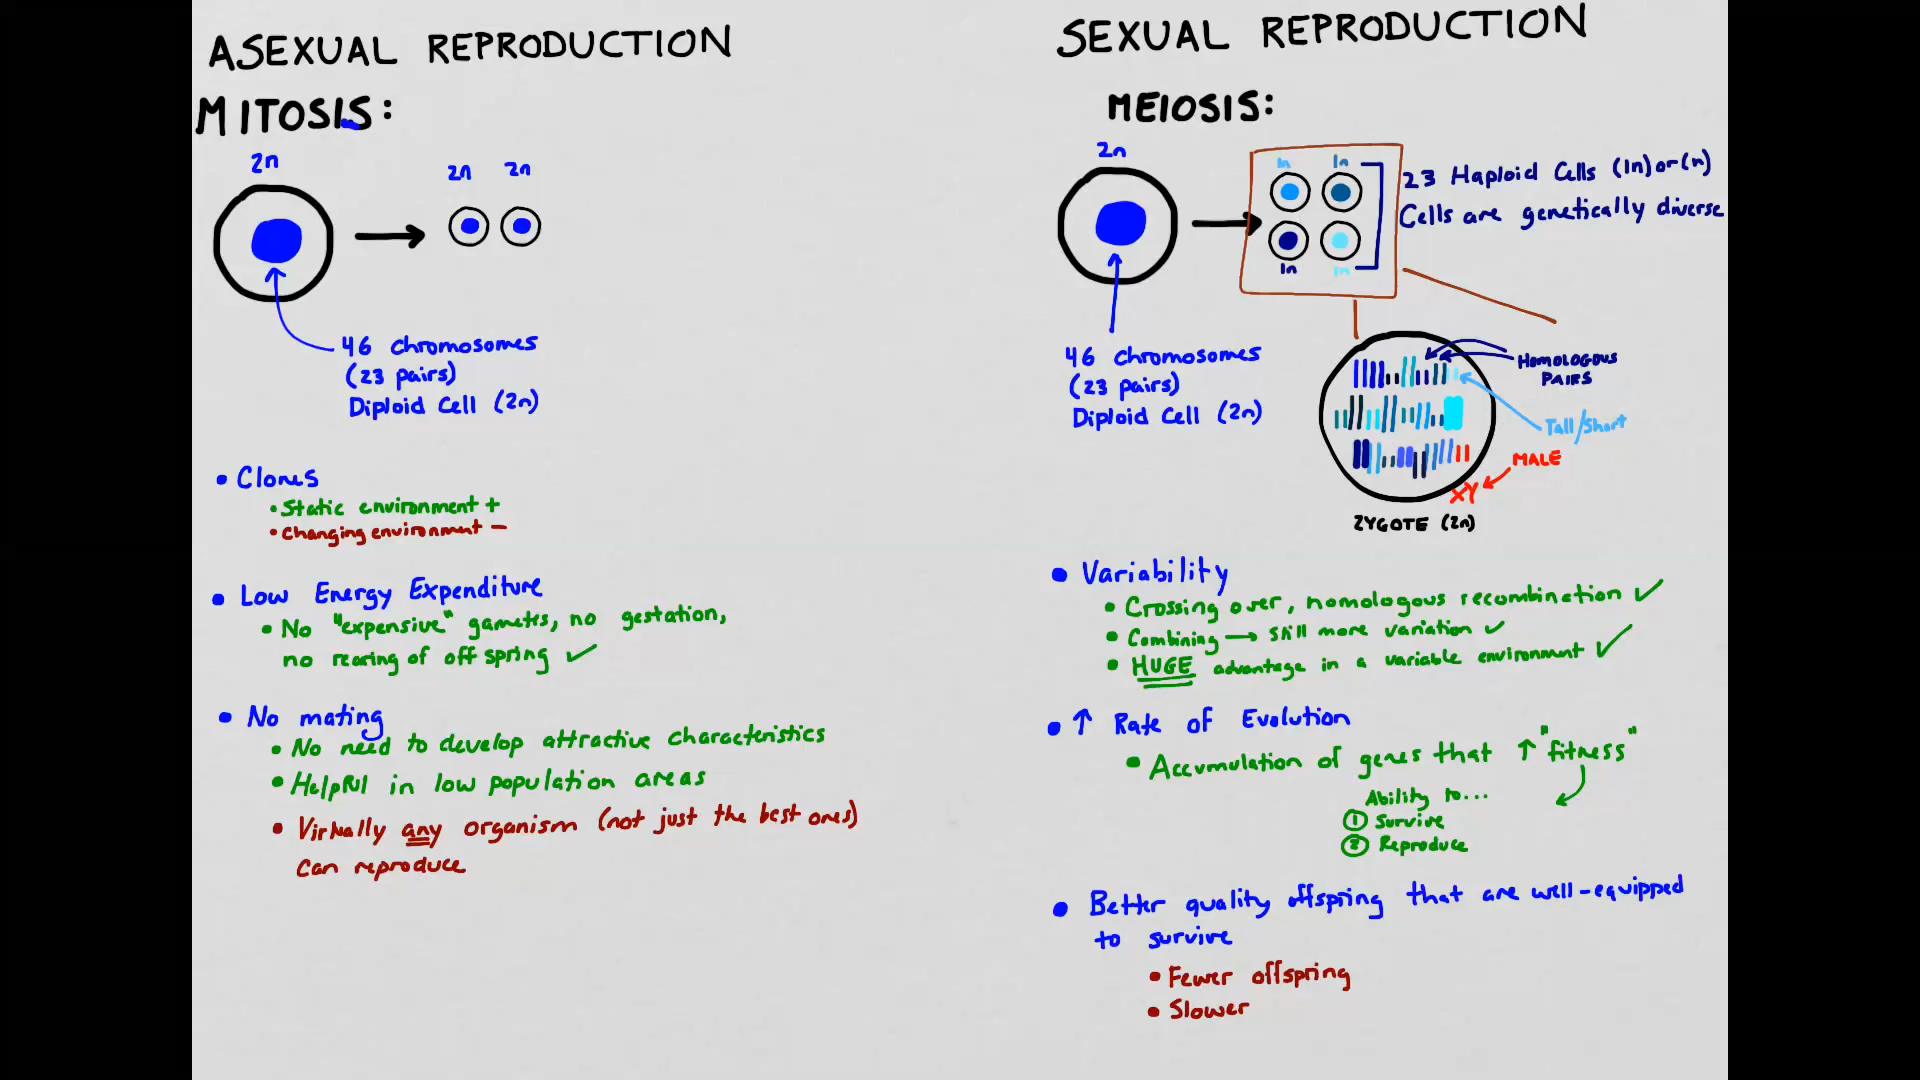 ASEXUAL REPRODUCTION
MITOSIS:
2n
2n 2n
46 chromosomes
(23 pairs)
Diploid Cell (2n)
• Clones
• Static environment +
• Changing environment -
• Low Energy Expenditure
• No "expensive" gametes, no gestation,
no rearing of offspring ✓
• No mating
• No need to develop attractive characteristics
• Helpful in low population areas
• Virtually any organism (not just the best ones)
can reproduce
SEXUAL REPRODUCTION
MEIOSIS:
2n
1n 1n
1n 1n
23 Haploid Cells (1n) or (n)
Cells are genetically diverse
46 chromosomes
(23 pairs)
Diploid Cell (2n)
HOMOLOGOUS
PAIRS
Tall/Short
MALE
XY
ZYGOTE (2n)
• Variability
• Crossing over, homologous recombination ✓
• Combining → still more variation ✓
• HUGE advantage in a variable environment ✓
• ↑ Rate of Evolution
• Accumulation of genes that ↑ "fitness"
Ability to...
① Survive
② Reproduce
• Better quality offspring that are well-equipped
to survive
• Fewer offspring
• Slower